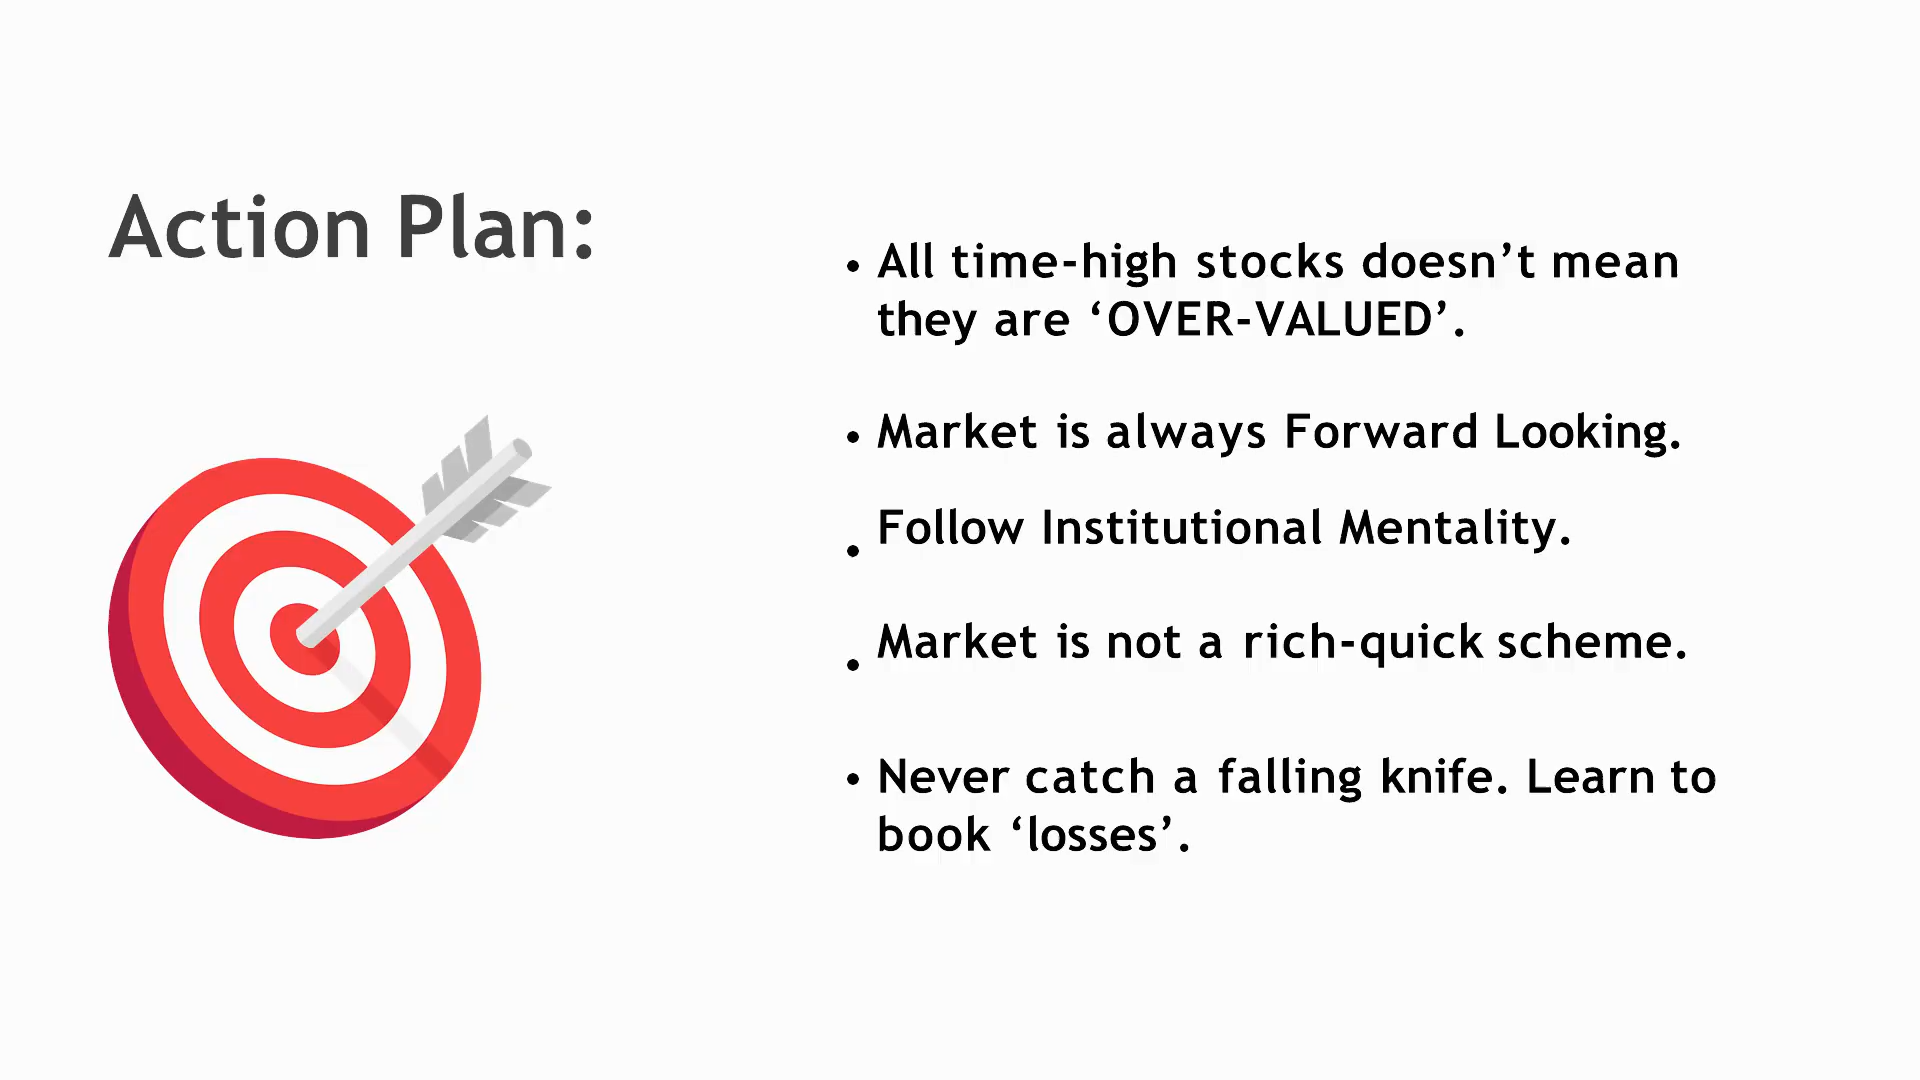 Action Plan:
• All time-high stocks doesn’t mean
they are ‘OVER-VALUED’.
• Market is always Forward Looking.
• Follow Institutional Mentality.
• Market is not a rich-quick scheme.
• Never catch a falling knife. Learn to
book ‘losses’.